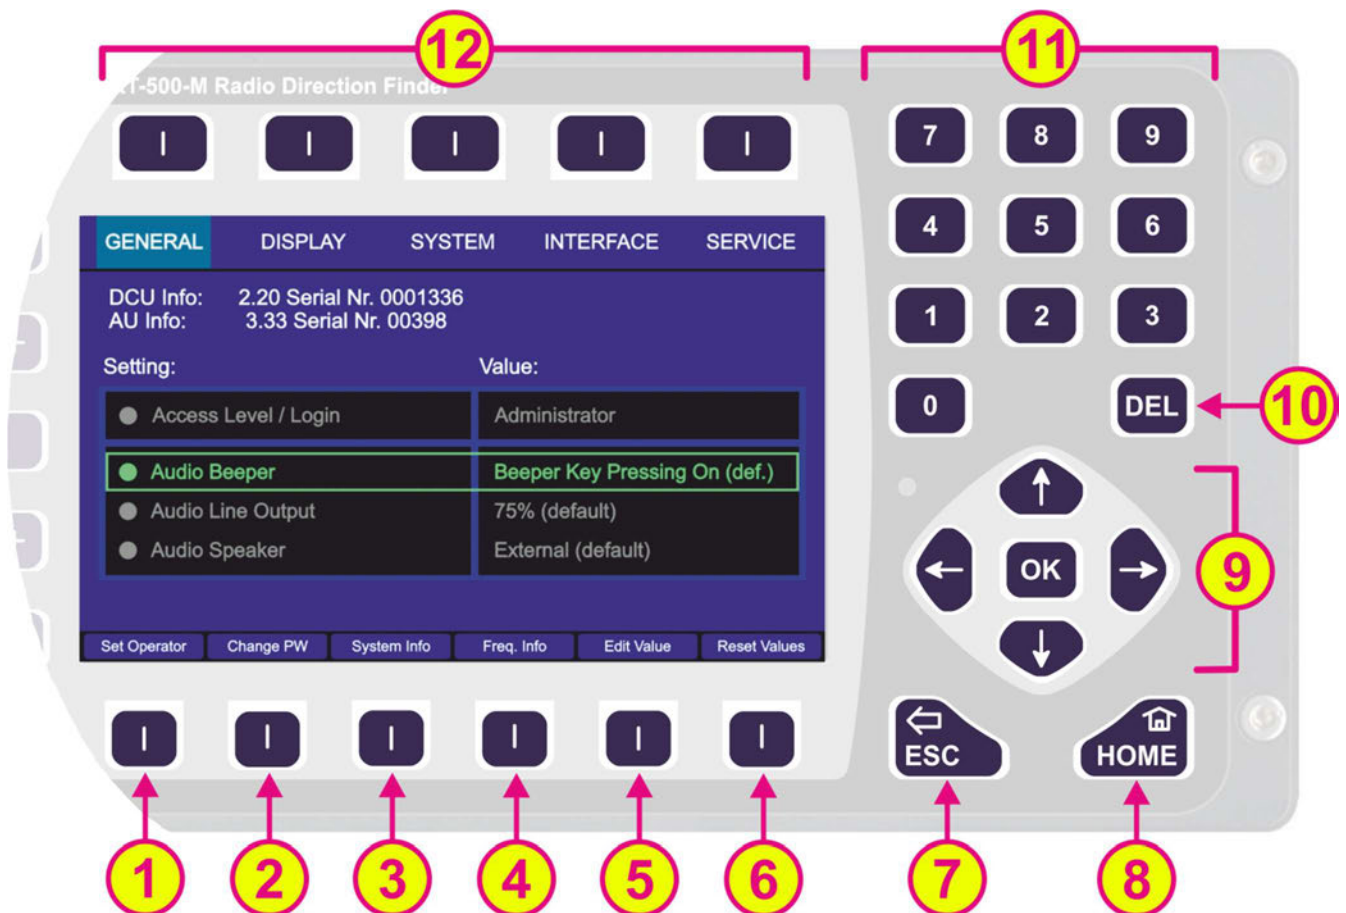 12
11
RT-500-M Radio Direction Finder
7 8 9
4 5 6
GENERAL DISPLAY SYSTEM INTERFACE SERVICE
DCU Info: 2.20 Serial Nr. 0001336
AU Info: 3.33 Serial Nr. 00398
1 2 3
Setting: Value:
Access Level / Login Administrator
0 DEL 10
Audio Beeper Beeper Key Pressing On (def.)
Audio Line Output 75% (default)
Audio Speaker External (default)
OK 9
Set Operator Change PW System Info Freq. Info Edit Value Reset Values
ESC HOME
1 2 3 4 5 6 7 8